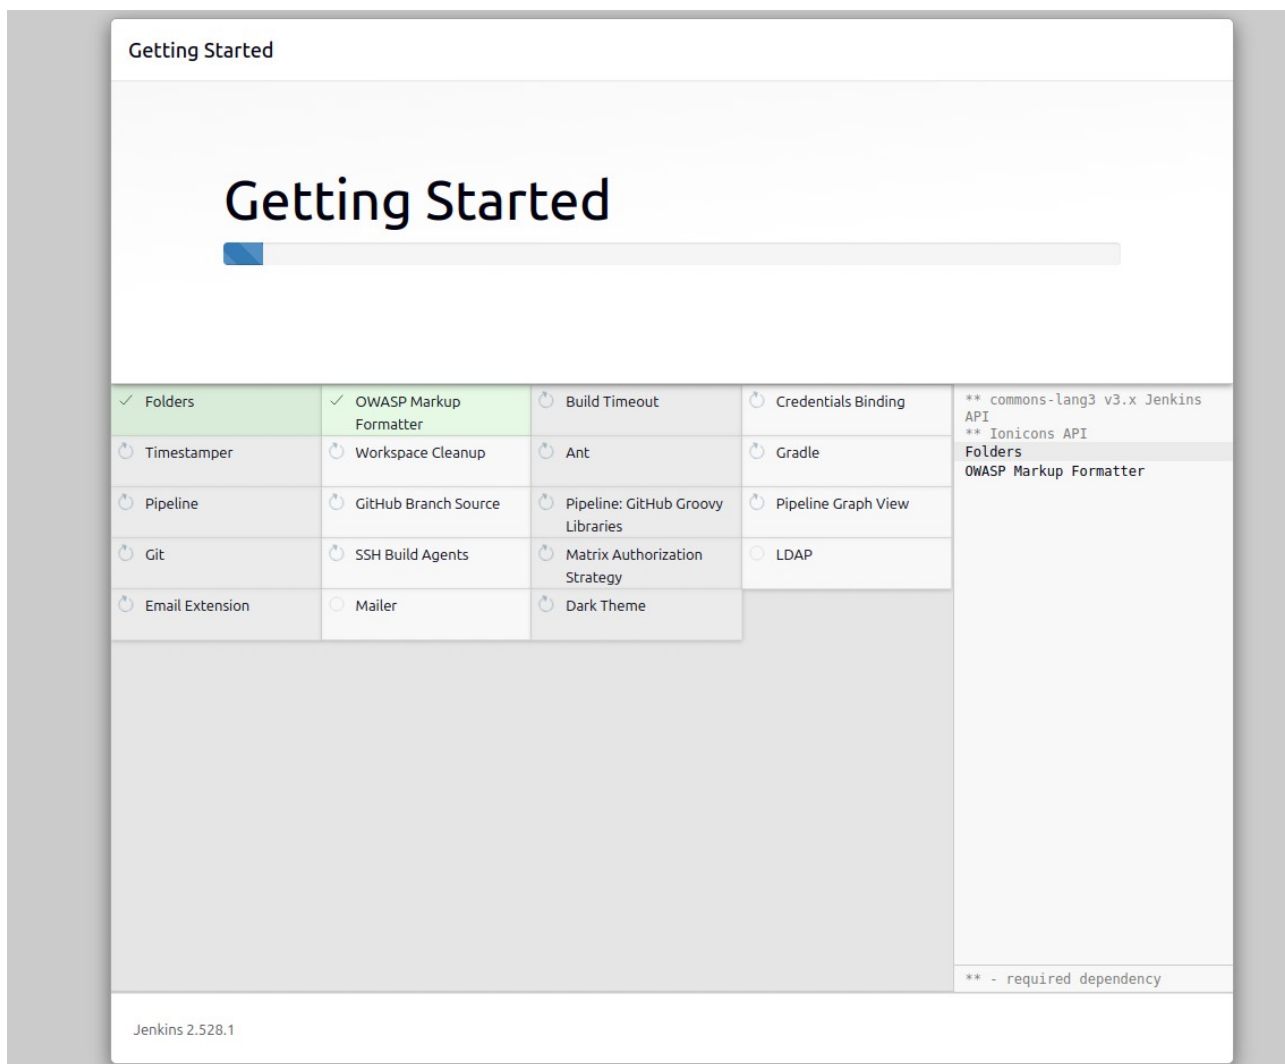 Getting Started
Getting Started
Folders
OWASP Markup
Formatter
Build Timeout
Credentials Binding
Timestamper
Workspace Cleanup
Ant
Gradle
Pipeline
GitHub Branch Source
Pipeline: GitHub Groovy
Libraries
Pipeline Graph View
Git
SSH Build Agents
Matrix Authorization
Strategy
LDAP
Email Extension
Mailer
Dark Theme
** commons-lang3 v3.x Jenkins
API
** Ionicons API
Folders
OWASP Markup Formatter
** - required dependency
Jenkins 2.528.1